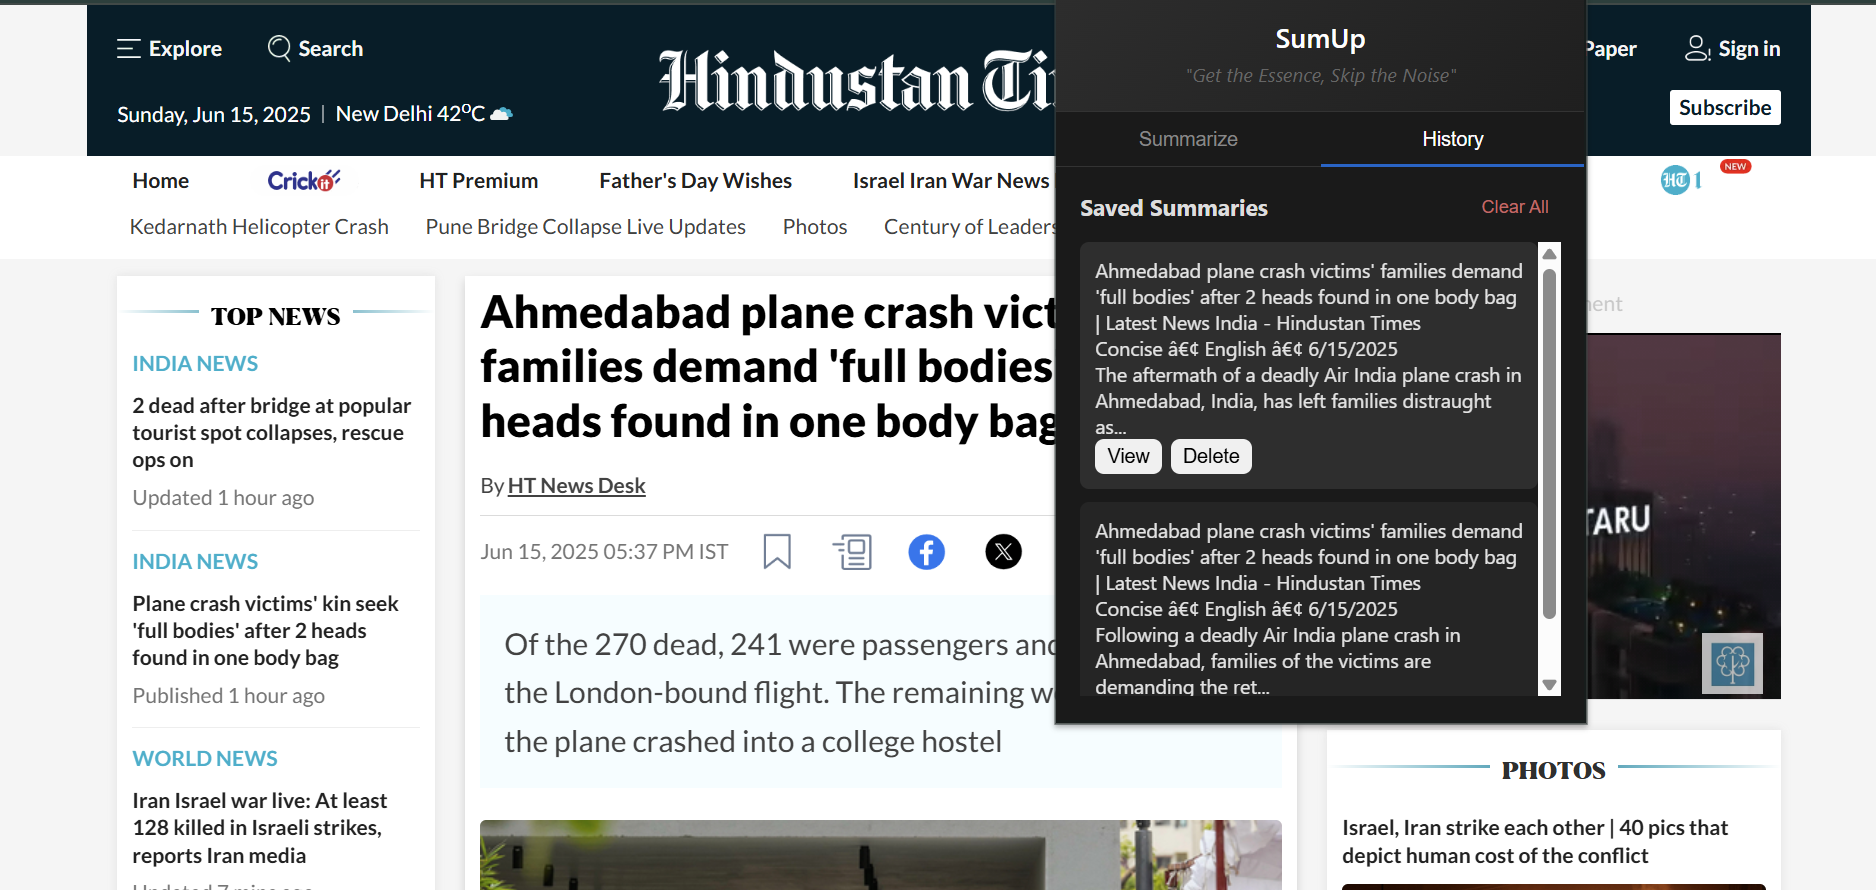 Explore
Search
Sunday, Jun 15, 2025 | New Delhi 42°C
Hindustan Ti
Paper
Sign in
Subscribe
Home
Crickit
HT Premium
Father's Day Wishes
Israel Iran War News
HT 1
NEW
Kedarnath Helicopter Crash
Pune Bridge Collapse Live Updates
Photos
Century of Leaders
SumUp
"Get the Essence, Skip the Noise"
Summarize
History
Saved Summaries
Clear All
Ahmedabad plane crash victims' families demand
'full bodies' after 2 heads found in one body bag
| Latest News India - Hindustan Times
Concise â€¢ English â€¢ 6/15/2025
The aftermath of a deadly Air India plane crash in
Ahmedabad, India, has left families distraught
as...
View
Delete
Ahmedabad plane crash victims' families demand
'full bodies' after 2 heads found in one body bag
| Latest News India - Hindustan Times
Concise â€¢ English â€¢ 6/15/2025
Following a deadly Air India plane crash in
Ahmedabad, families of the victims are
demanding the ret...
TOP NEWS
INDIA NEWS
2 dead after bridge at popular
tourist spot collapses, rescue
ops on
Updated 1 hour ago
INDIA NEWS
Plane crash victims' kin seek
'full bodies' after 2 heads
found in one body bag
Published 1 hour ago
WORLD NEWS
Iran Israel war live: At least
128 killed in Israeli strikes,
reports Iran media
Updated 7 mins ago
Ahmedabad plane crash vict
families demand 'full bodies
heads found in one body bag
By HT News Desk
Jun 15, 2025 05:37 PM IST
Of the 270 dead, 241 were passengers and
the London-bound flight. The remaining w
the plane crashed into a college hostel
ment
TARU
PHOTOS
Israel, Iran strike each other | 40 pics that
depict human cost of the conflict